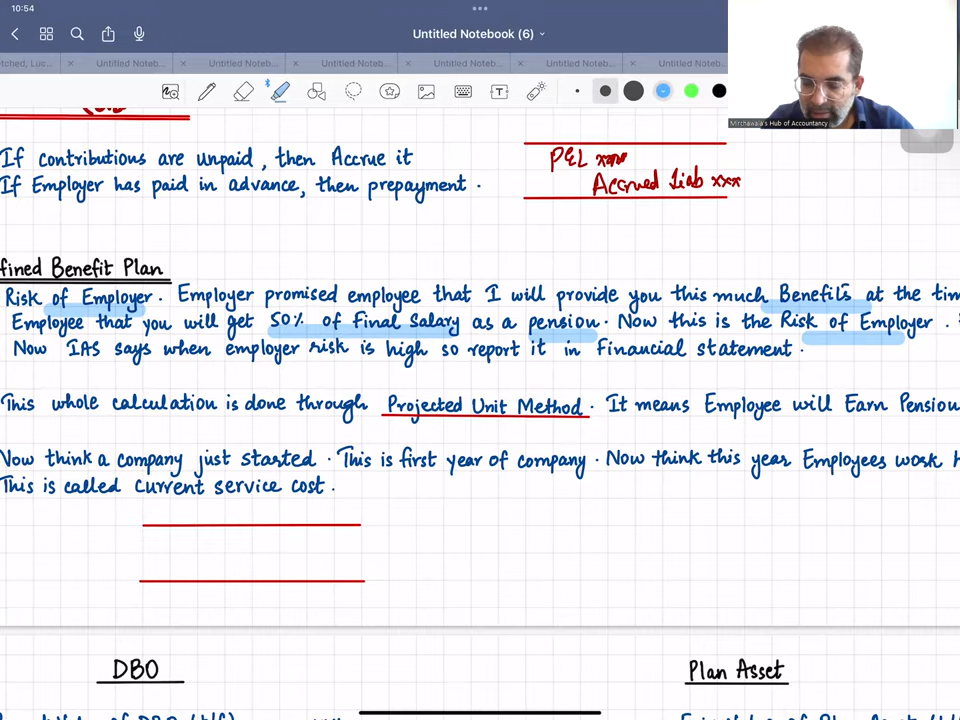 10:54
Untitled Notebook (6)
tched, Luc...
Untitled Noteb...
Untitled Noteb...
Untitled Noteb...
Untitled Noteb...
Untitled Noteb...
Untitled Noteb...
Mirchawala's Hub of Accountancy
If contributions are unpaid, then Accrue it
If Employer has paid in advance, then prepayment.
P&L xxx
Accrued Liab xxx
fined Benefit Plan
Risk of Employer. Employer promised employee that I will provide you this much Benefits at the tim
Employee that you will get 50% of Final Salary as a pension. Now this is the Risk of Employer.
Now IAS says when employer risk is high so report it in Financial statement.
This whole calculation is done through Projected Unit Method. It means Employee will Earn Pension
Now think a company just started. This is first year of company. Now think this year Employees work h
This is called current service cost.
DBO
Plan Asset